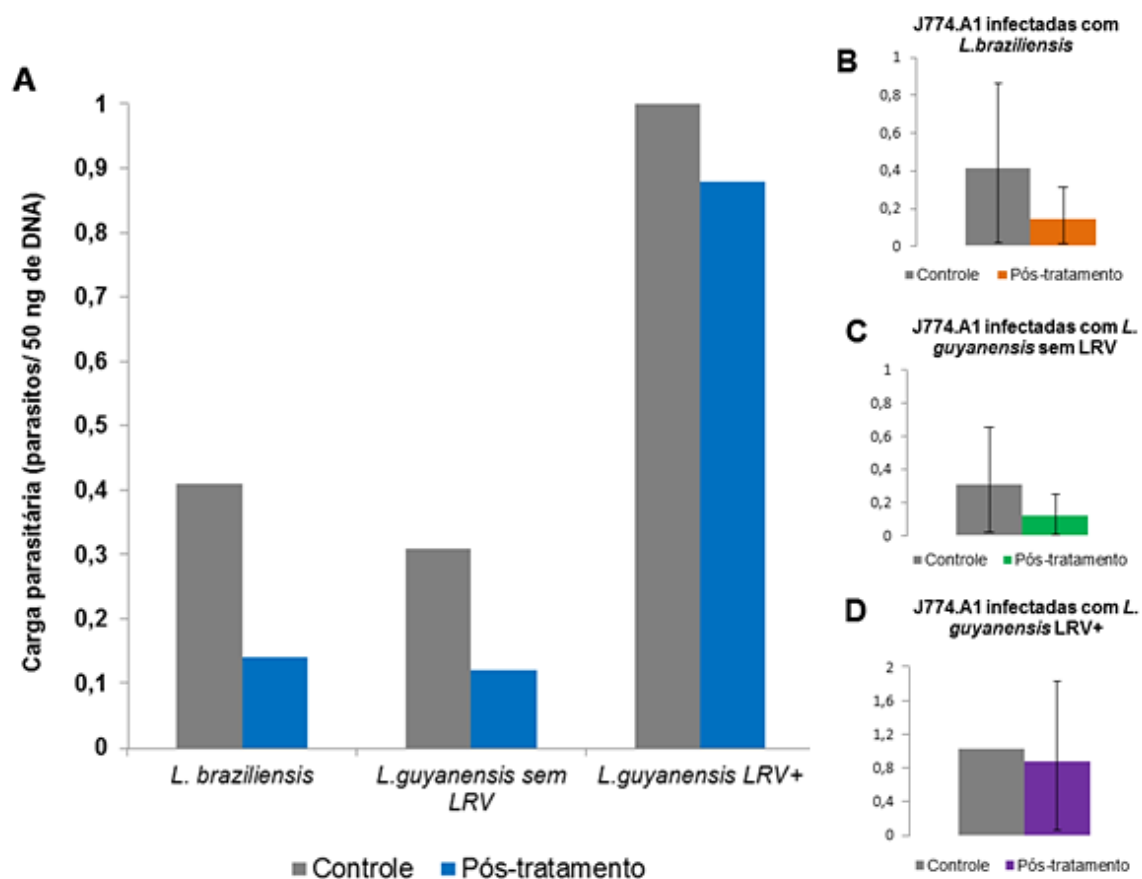 A
Carga parasitária (parasitos/ 50 ng de DNA)
1
0,9
0,8
0,7
0,6
0,5
0,4
0,3
0,2
0,1
0
L. braziliensis
L.guyanensis sem
LRV
L.guyanensis LRV+
Controle
Pós-tratamento
B
J774.A1 infectadas com
L.braziliensis
1
0,8
0,6
0,4
0,2
0
Controle
Pós-tratamento
C
J774.A1 infectadas com L.
guyanensis sem LRV
1
0,8
0,6
0,4
0,2
0
Controle
Pós-tratamento
D
J774.A1 infectadas com L.
guyanensis LRV+
2
1,6
1,2
0,8
0,4
0
Controle
Pós-tratamento